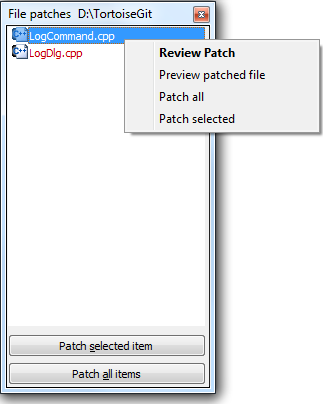 File patches D:\TortoiseGit
LogCommand.cpp
LogDlg.cpp
Review Patch
Preview patched file
Patch all
Patch selected
Patch selected item
Patch all items